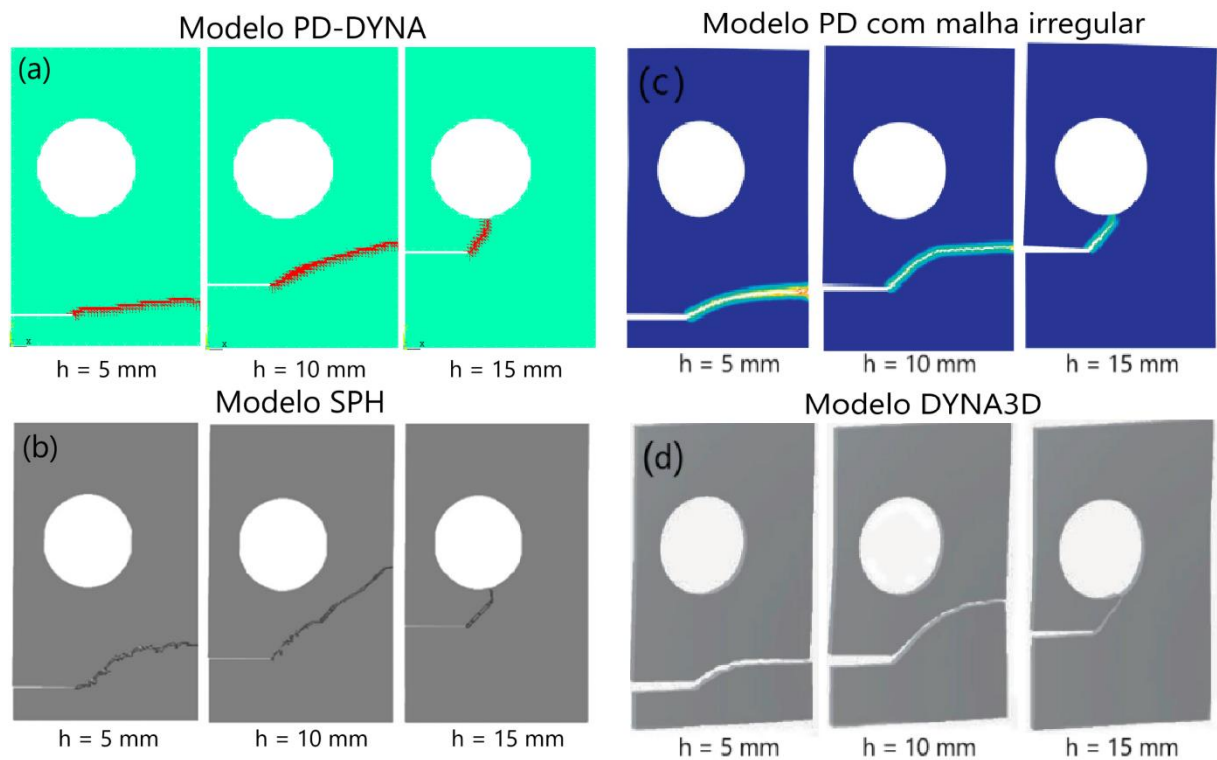 Modelo PD-DYNA
(a)
x
x
h = 5 mm
h = 10 mm
h = 15 mm
Modelo PD com malha irregular
(c)
h = 5 mm
h = 10 mm
h = 15 mm
Modelo SPH
(b)
h = 5 mm
h = 10 mm
h = 15 mm
Modelo DYNA3D
(d)
h = 5 mm
h = 10 mm
h = 15 mm